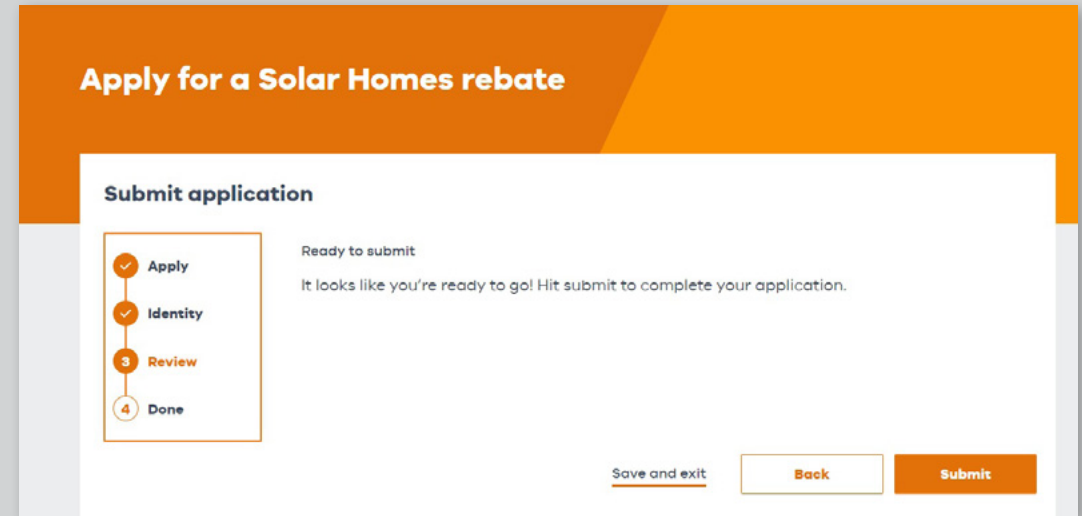 Apply for a Solar Homes rebate
Submit application
Apply
Identity
3 Review
4 Done
Ready to submit
It looks like you're ready to go! Hit submit to complete your application.
Save and exit
Back
Submit